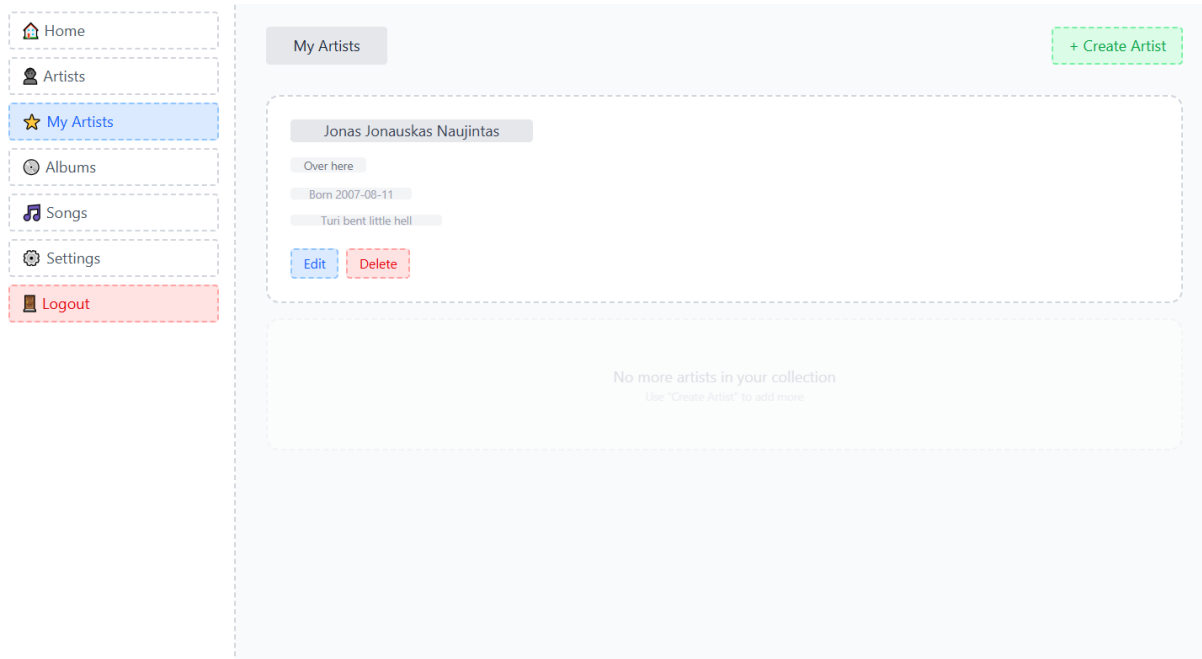 Home
Artists
My Artists
Albums
Songs
Settings
Logout
My Artists
+ Create Artist
Jonas Jonauskas Naujintas
Over here
Born 2007-08-11
Turi bent little hell
Edit
Delete
No more artists in your collection
Use "Create Artist" to add more